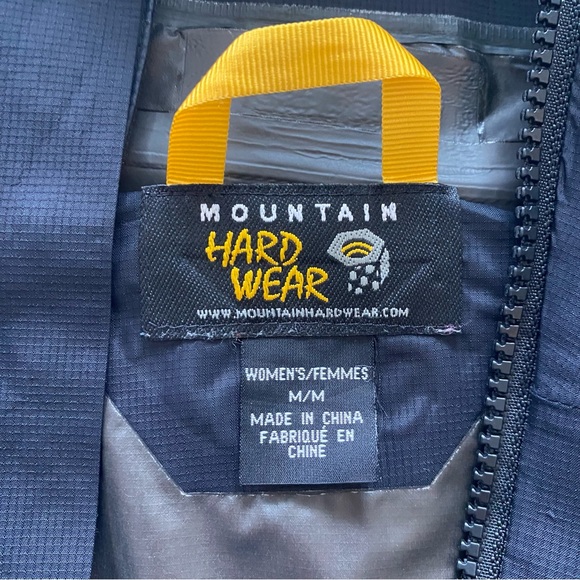 MOUNTAIN
HARD
WEAR
WWW.MOUNTAINHARDWEAR.COM
WOMEN'S/FEMMES
M/M
MADE IN CHINA
FABRIQUÉ EN
CHINE